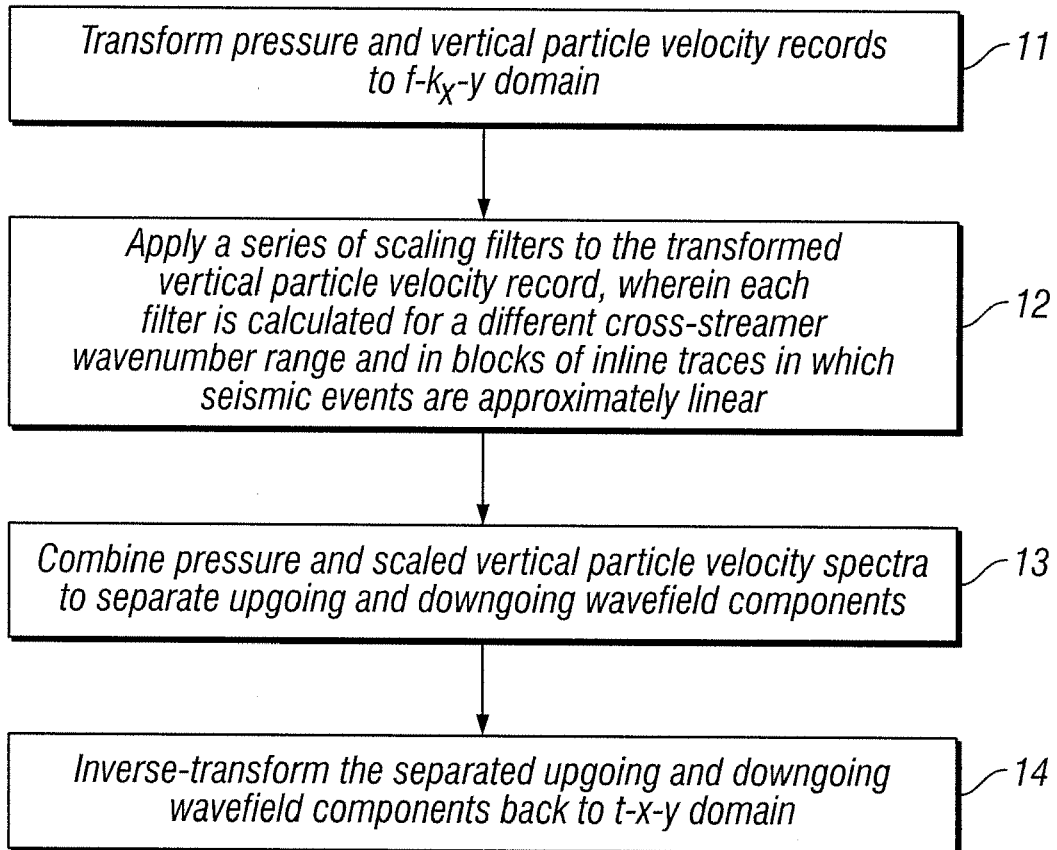 Transform pressure and vertical particle velocity records
to f-kx-y domain
11
Apply a series of scaling filters to the transformed
vertical particle velocity record, wherein each
filter is calculated for a different cross-streamer
wavenumber range and in blocks of inline traces in which
seismic events are approximately linear
12
Combine pressure and scaled vertical particle velocity spectra
to separate upgoing and downgoing wavefield components
13
Inverse-transform the separated upgoing and downgoing
wavefield components back to t-x-y domain
14